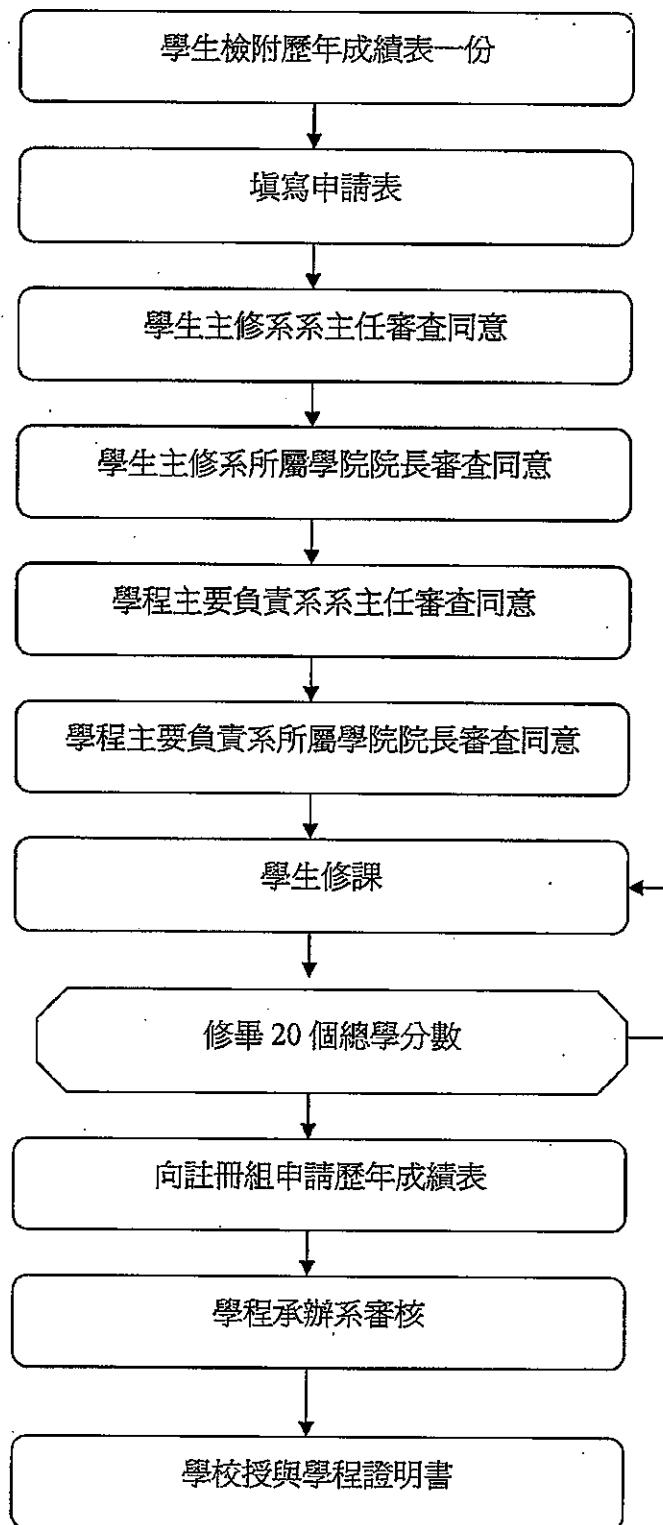 學生檢附歷年成績表一份
填寫申請表
學生主修系系主任審查同意
學生主修系所屬學院院長審查同意
學程主要負責系系主任審查同意
學程主要負責系所屬學院院長審查同意
學生修課
修畢 20 個總學分數
向註冊組申請歷年成績表
學程承辦系審核
學校授與學程證明書